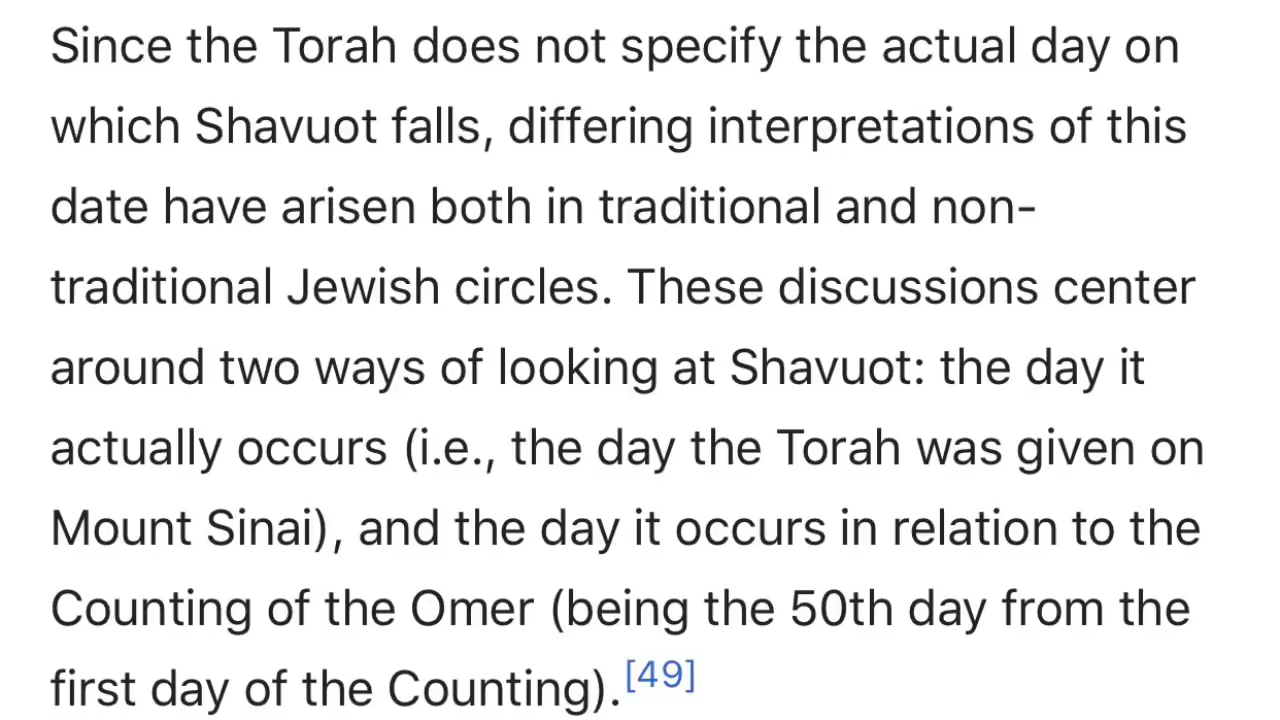 Since the Torah does not specify the actual day on
which Shavuot falls, differing interpretations of this
date have arisen both in traditional and non-
traditional Jewish circles. These discussions center
around two ways of looking at Shavuot: the day it
actually occurs (i.e., the day the Torah was given on
Mount Sinai), and the day it occurs in relation to the
Counting of the Omer (being the 50th day from the
first day of the Counting).[49]